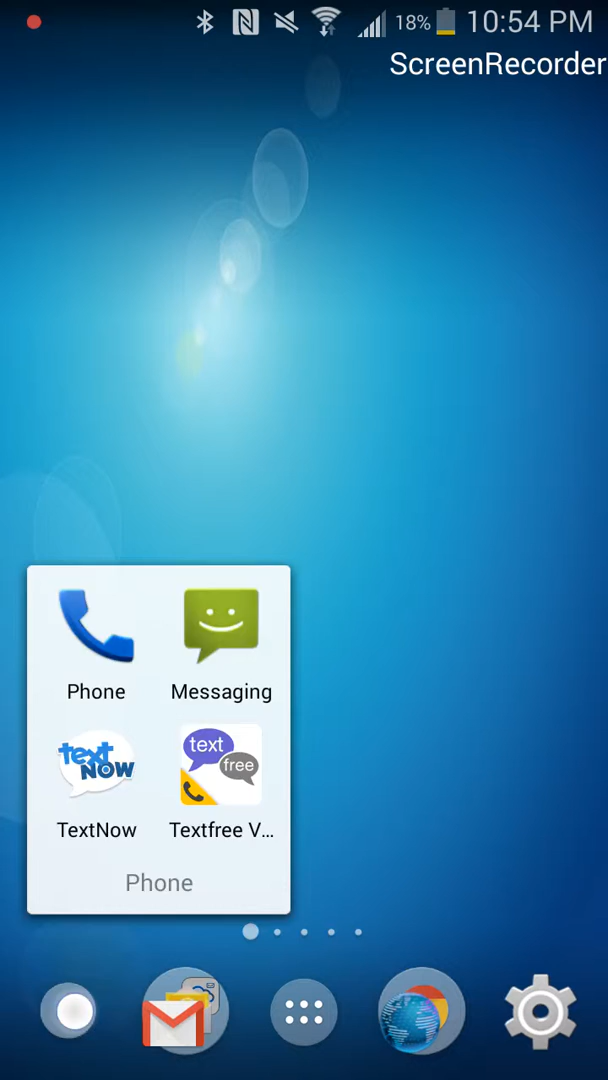 18% 10:54 PM
ScreenRecorder
Phone Messaging
text NOW
text free
TextNow Textfree V...
Phone